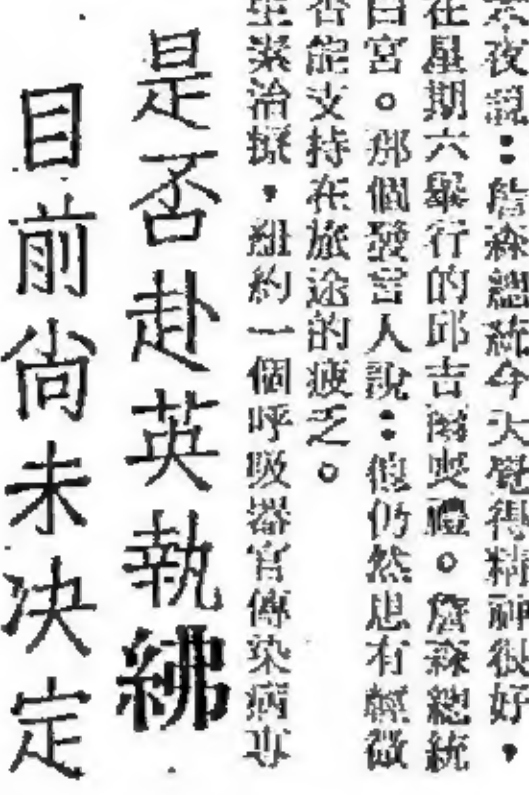 夜說：詹森總統今天覺得精神很好，
在星期六舉行的邱吉爾喪禮。詹森總統
白宮。那個發言人說：他仍然患有輕微
否能支持在旅途的疲乏。
素治療，紐約一個呼吸器官傳染病專
是否赴英執紼
目前尚未決定